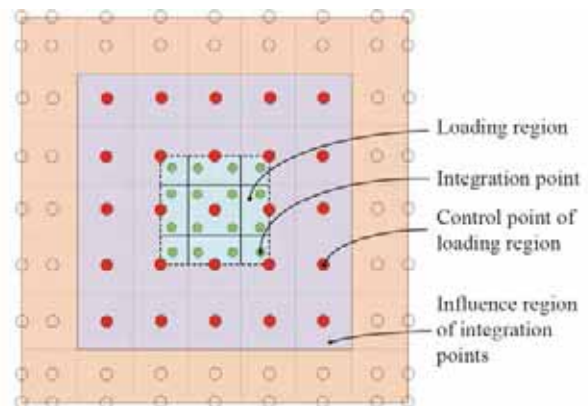 Loading region
Integration point
Control point of
loading region
Influence region
of integration
points